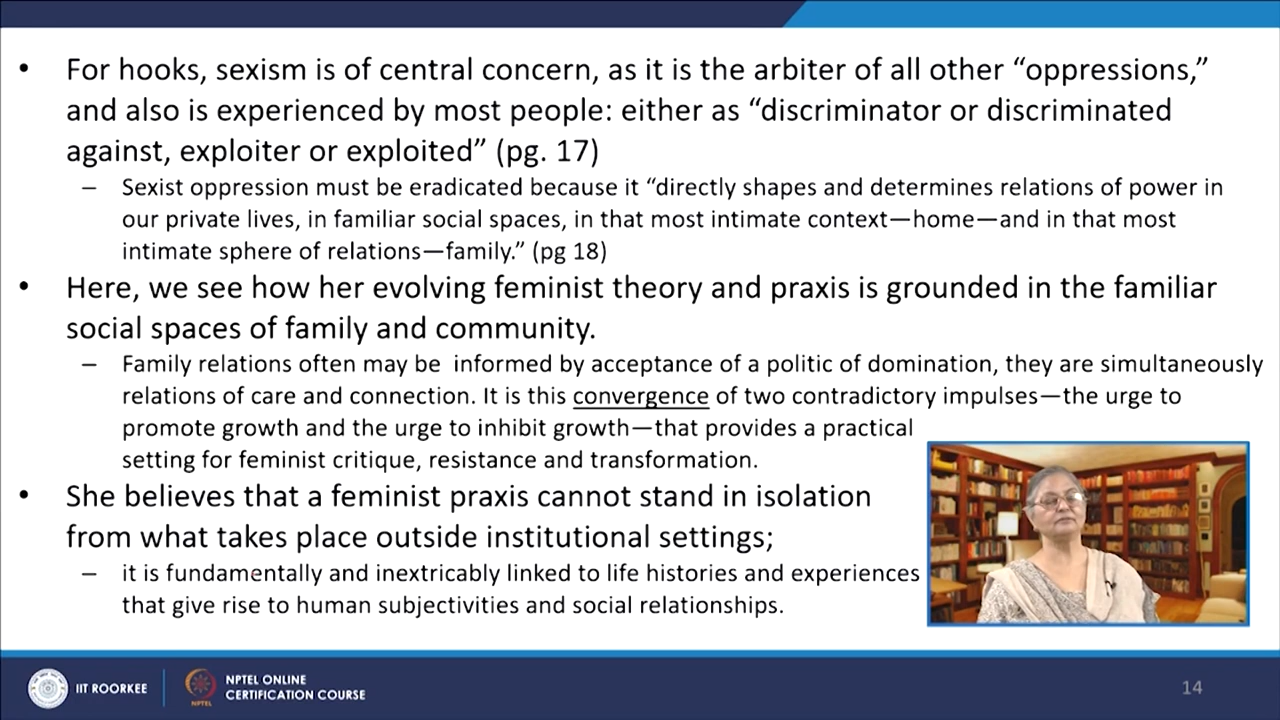 • For hooks, sexism is of central concern, as it is the arbiter of all other “oppressions,”
and also is experienced by most people: either as “discriminator or discriminated
against, exploiter or exploited” (pg. 17)
– Sexist oppression must be eradicated because it “directly shapes and determines relations of power in
our private lives, in familiar social spaces, in that most intimate context—home—and in that most
intimate sphere of relations—family.” (pg 18)
• Here, we see how her evolving feminist theory and praxis is grounded in the familiar
social spaces of family and community.
– Family relations often may be informed by acceptance of a politic of domination, they are simultaneously
relations of care and connection. It is this convergence of two contradictory impulses—the urge to
promote growth and the urge to inhibit growth—that provides a practical
setting for feminist critique, resistance and transformation.
• She believes that a feminist praxis cannot stand in isolation
from what takes place outside institutional settings;
– it is fundamentally and inextricably linked to life histories and experiences
that give rise to human subjectivities and social relationships.
IIT ROORKEE
NPTEL
NPTEL ONLINE
CERTIFICATION COURSE
14